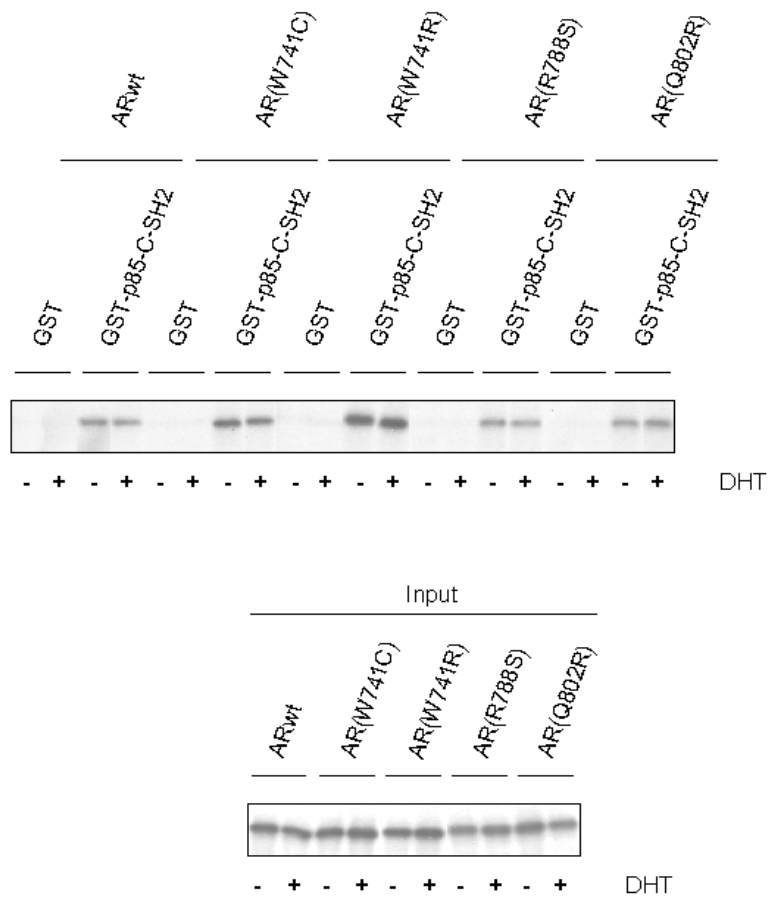 ARwt AR(W741C) AR(W741R) AR(R788S) AR(Q802R)
GST GST-p85-C-SH2 GST GST-p85-C-SH2 GST GST-p85-C-SH2 GST GST-p85-C-SH2 GST GST-p85-C-SH2
- + - + - + - + - + - + - + - + - + - + DHT
Input
ARwt AR(W741C) AR(W741R) AR(R788S) AR(Q802R)
- + - + - + - + - + DHT